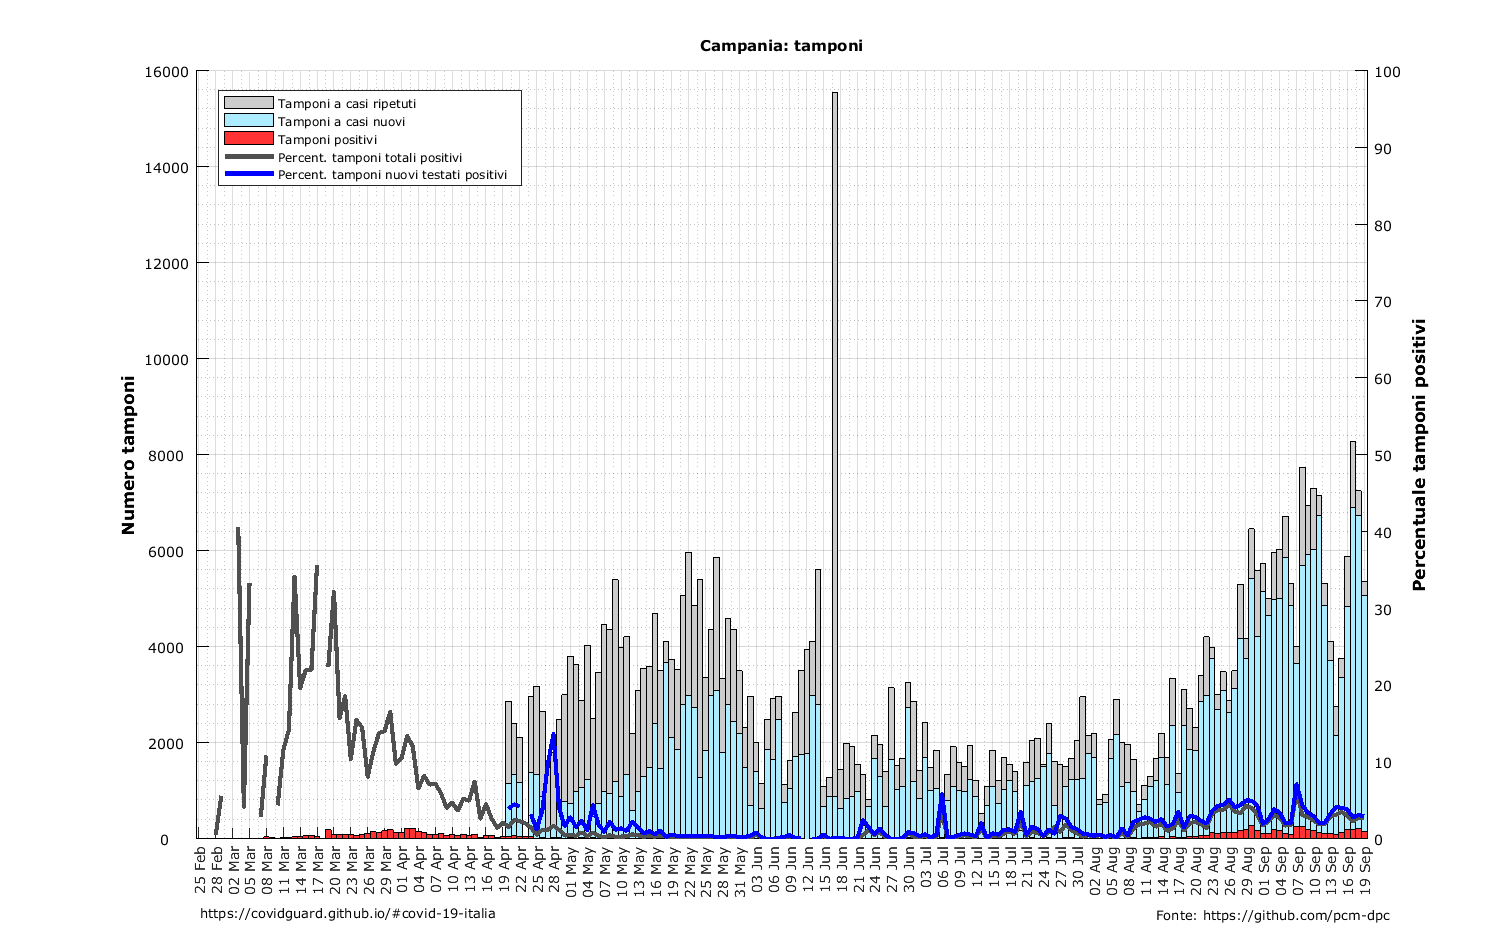 Campania: tamponi
Tamponi a casi ripetuti
Tamponi a casi nuovi
Tamponi positivi
Percent. tamponi totali positivi
Percent. tamponi nuovi testati positivi
Numero tamponi
16000
14000
12000
10000
8000
6000
4000
2000
0
Percentuale tamponi positivi
100
90
80
70
60
50
40
30
20
10
0
25 Feb
28 Feb
02 Mar
05 Mar
08 Mar
11 Mar
14 Mar
17 Mar
20 Mar
23 Mar
26 Mar
29 Mar
01 Apr
04 Apr
07 Apr
10 Apr
13 Apr
16 Apr
19 Apr
22 Apr
25 Apr
28 Apr
01 May
04 May
07 May
10 May
13 May
16 May
19 May
22 May
25 May
28 May
31 May
03 Jun
06 Jun
09 Jun
12 Jun
15 Jun
18 Jun
21 Jun
24 Jun
27 Jun
30 Jun
03 Jul
06 Jul
09 Jul
12 Jul
15 Jul
18 Jul
21 Jul
24 Jul
27 Jul
30 Jul
02 Aug
05 Aug
08 Aug
11 Aug
14 Aug
17 Aug
20 Aug
23 Aug
26 Aug
29 Aug
01 Sep
04 Sep
07 Sep
10 Sep
13 Sep
16 Sep
19 Sep
https://covidguard.github.io/#covid-19-italia
Fonte: https://github.com/pcm-dpc